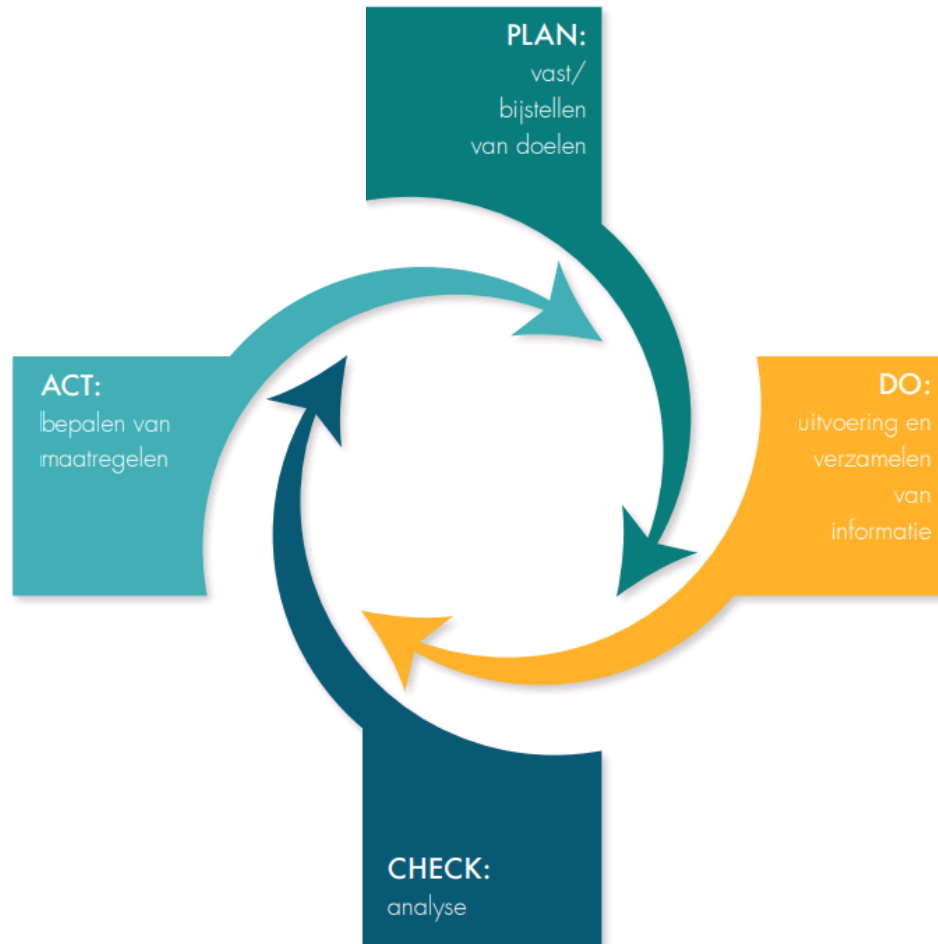 PLAN:
vast/
bijstellen
van doelen
DO:
uitvoering en
verzamelen
van
informatie
CHECK:
analyse
ACT:
bepalen van
maatregelen